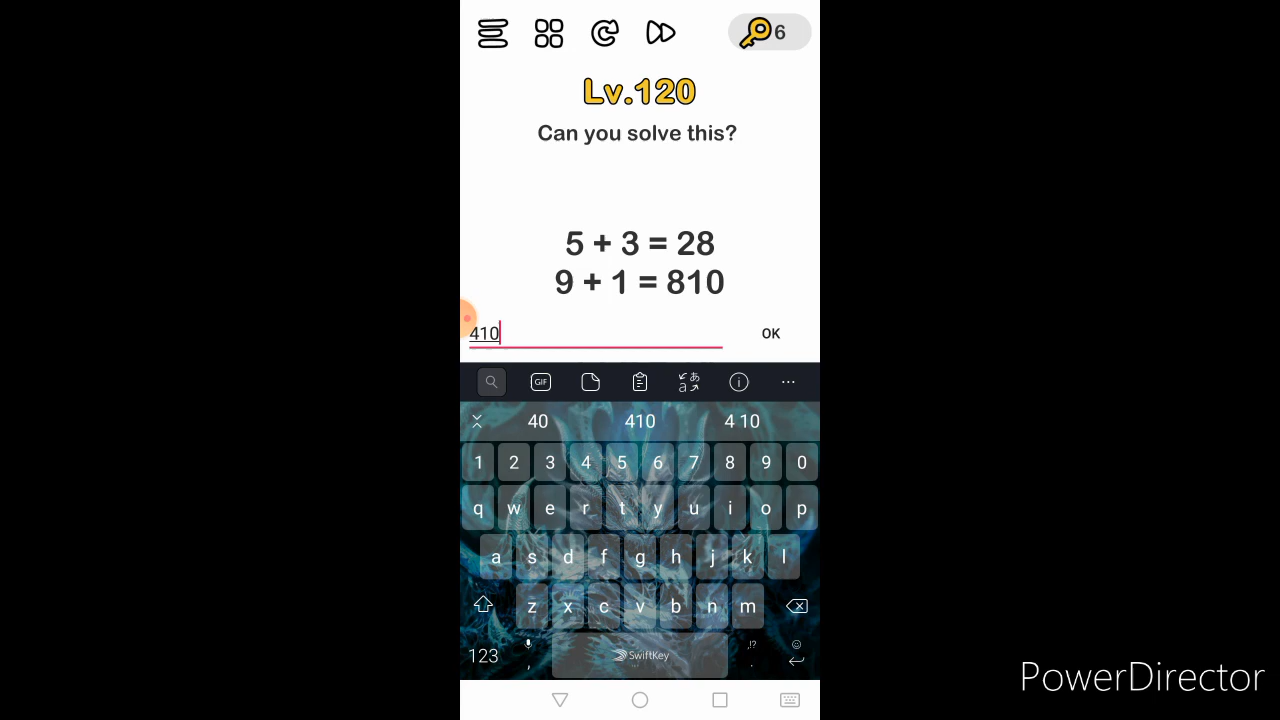 6
Lv.120
Can you solve this?
5 + 3 = 28
9 + 1 = 810
410 OK
GIF
40 410 4 10
1 2 3 4 5 6 7 8 9 0
q w e r t y u i o p
a s d f g h j k l
z x c v b n m
123 , SwiftKey ,!? .
PowerDirector